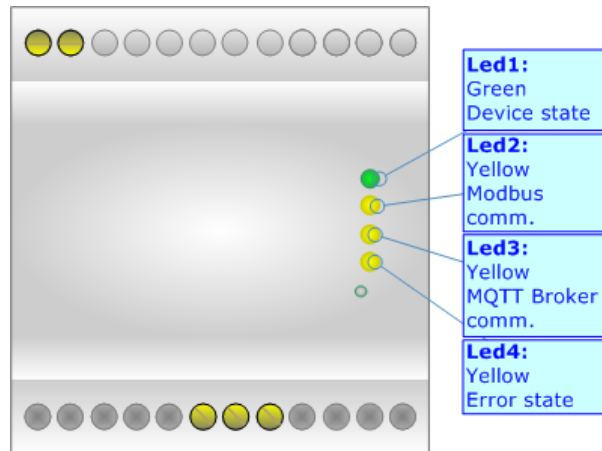 Led1:
Green
Device state
Led2:
Yellow
Modbus
comm.
Led3:
Yellow
MQTT Broker
comm.
Led4:
Yellow
Error state